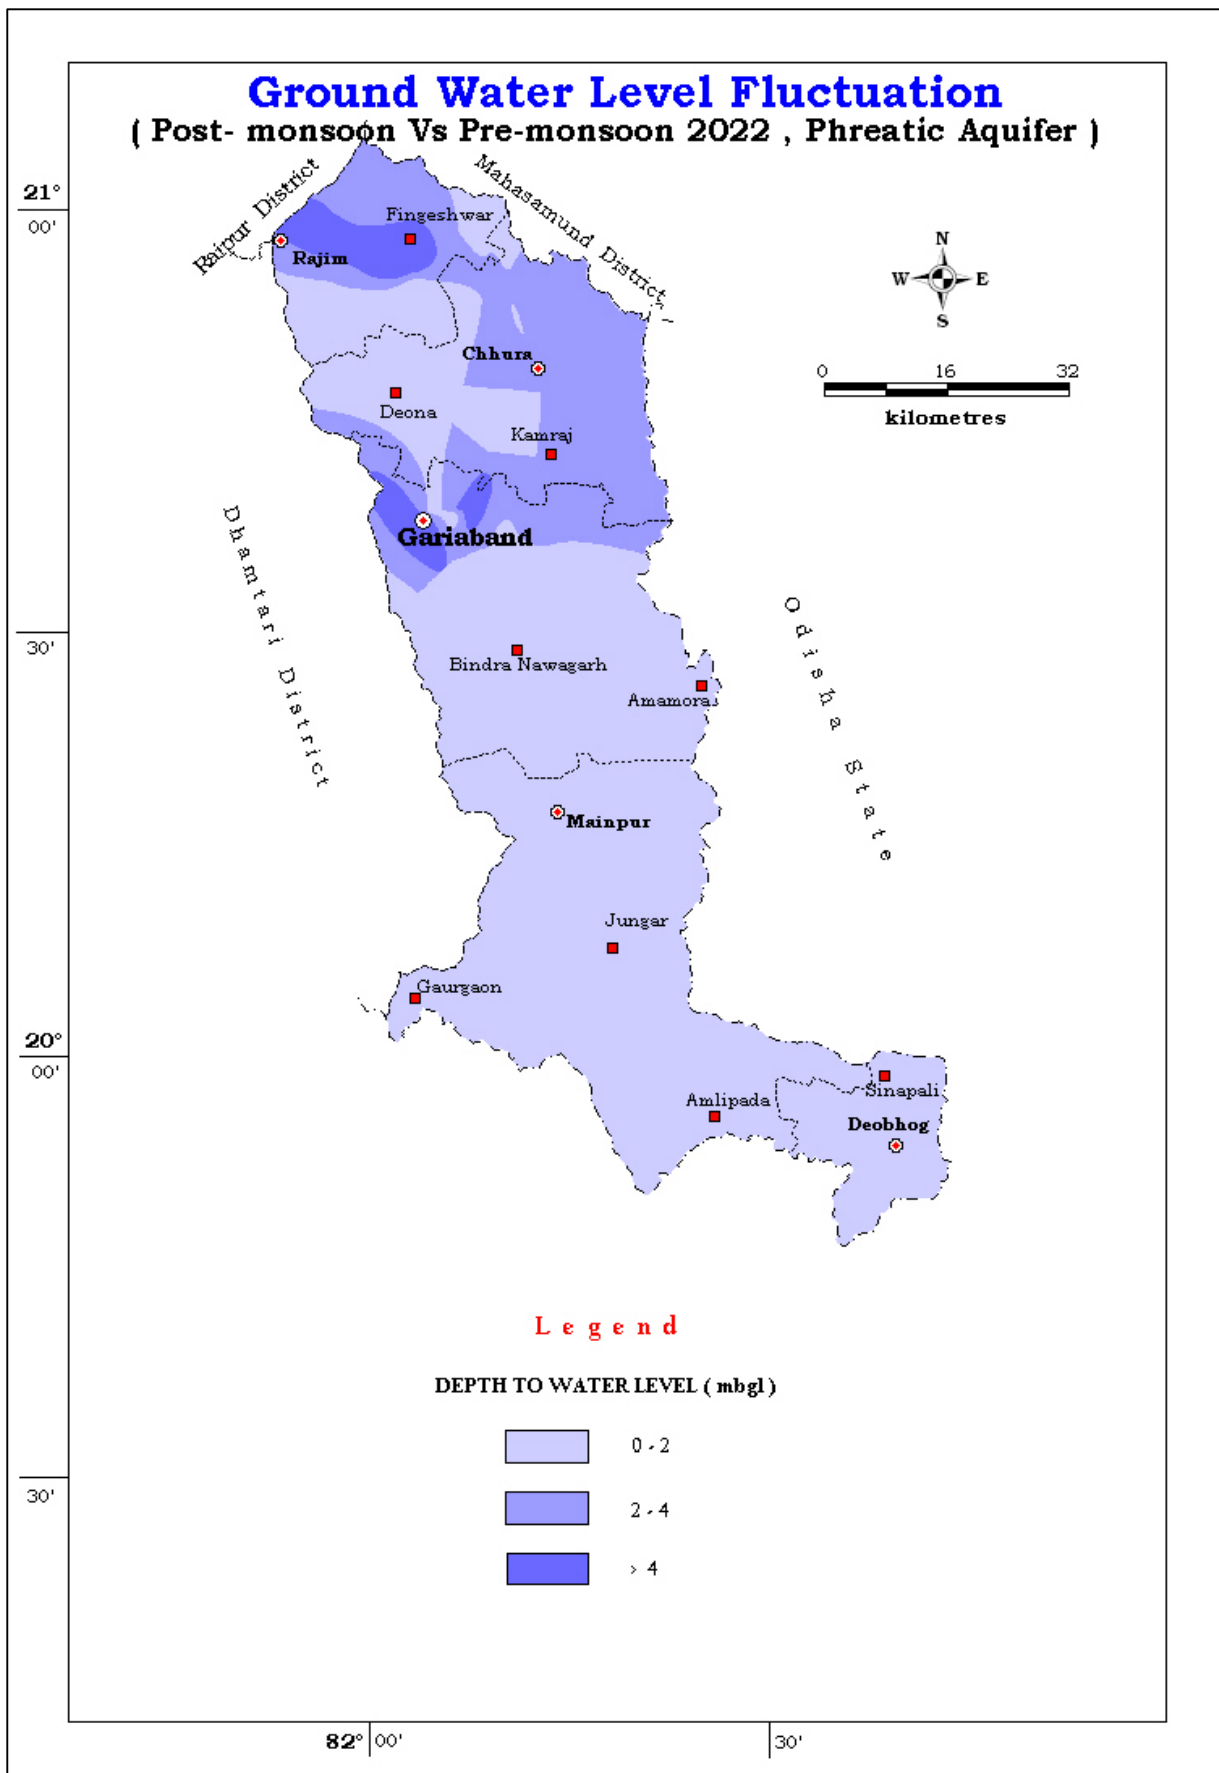 Ground Water Level Fluctuation
( Post- monsoon Vs Pre-monsoon 2022 , Phreatic Aquifer )
Raipur District
Mahasamund District
21°
00'
Fingeshwar
Rajim
N
W
E
S
Chhura
0 16 32
kilometres
Deona
Kamraj
Gariaband
Dhamtari District
Odisha State
30'
Bindra Nawagarh
Amamora
Mainpur
Jungar
Gaurgaon
20°
00'
Sinapali
Amlipada
Deobhog
Legend
DEPTH TO WATER LEVEL ( mbgl )
0 - 2
30'
2 - 4
> 4
82° 00'
30'